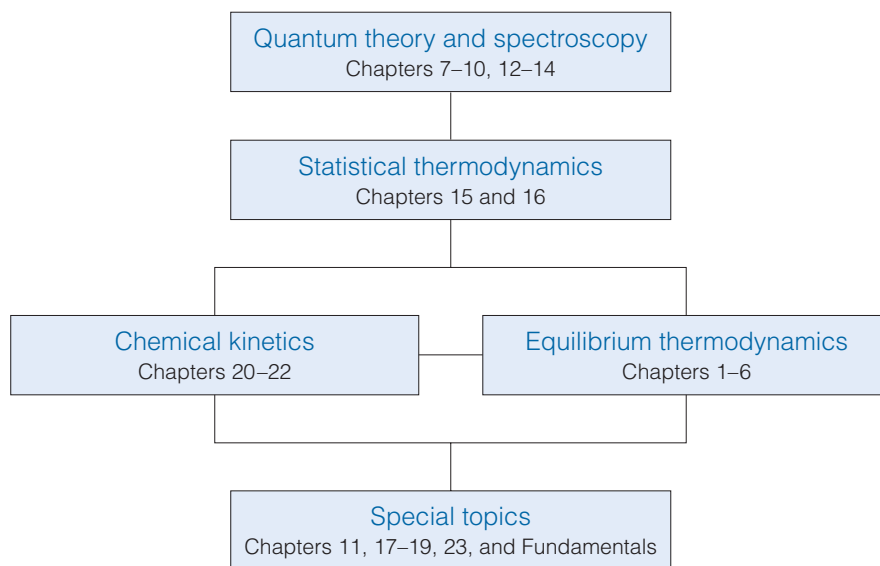 Quantum theory and spectroscopy
Chapters 7–10, 12–14
Statistical thermodynamics
Chapters 15 and 16
Chemical kinetics
Chapters 20–22
Equilibrium thermodynamics
Chapters 1–6
Special topics
Chapters 11, 17–19, 23, and Fundamentals